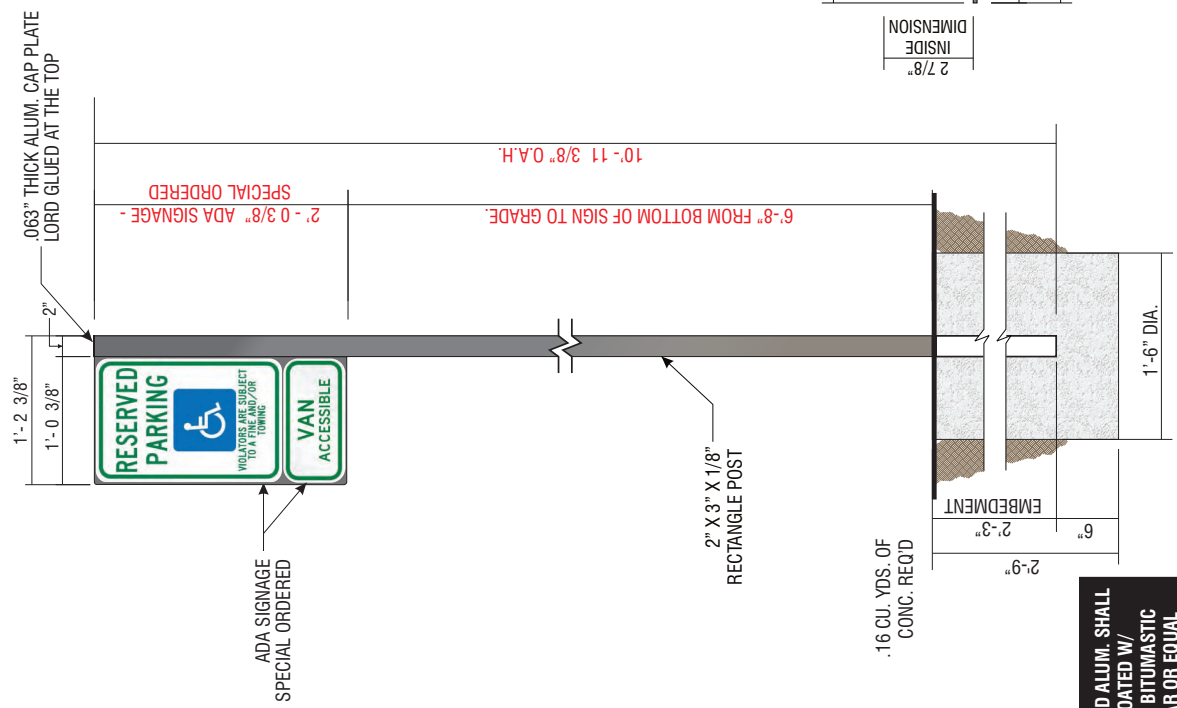 .063” THICK ALUM. CAP PLATE
LORD GLUED AT THE TOP
2 7/8”
INSIDE
DIMENSION
1'- 2 3/8”
1'- 0 3/8”
2”
10'- 11 3/8” O.A.H.
2' - 0 3/8” ADA SIGNAGE -
SPECIAL ORDERED
6'-8” FROM BOTTOM OF SIGN TO GRADE.
RESERVED
PARKING
VIOLATORS ARE SUBJECT
TO A FINE AND/OR
TOWING
VAN
ACCESSIBLE
ADA SIGNAGE
SPECIAL ORDERED
2” X 3” X 1/8”
RECTANGLE POST
.16 CU. YDS. OF
CONC. REQ'D
2'-3”
EMBEDMENT
6”
2'-9”
1'-6” DIA.
D ALUM. SHALL
OATED W/
BITUMASTIC
R OR EQUAL